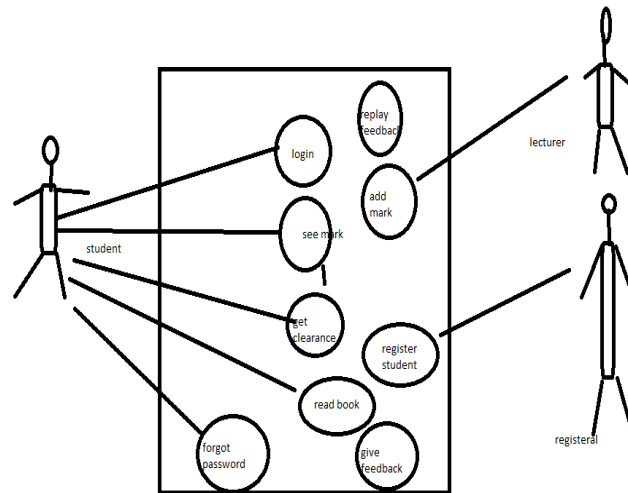 replay
feedback
login
lecturer
add
mark
see mark
student
get
clearance
register
student
read book
forgot
password
give
feedback
registeral